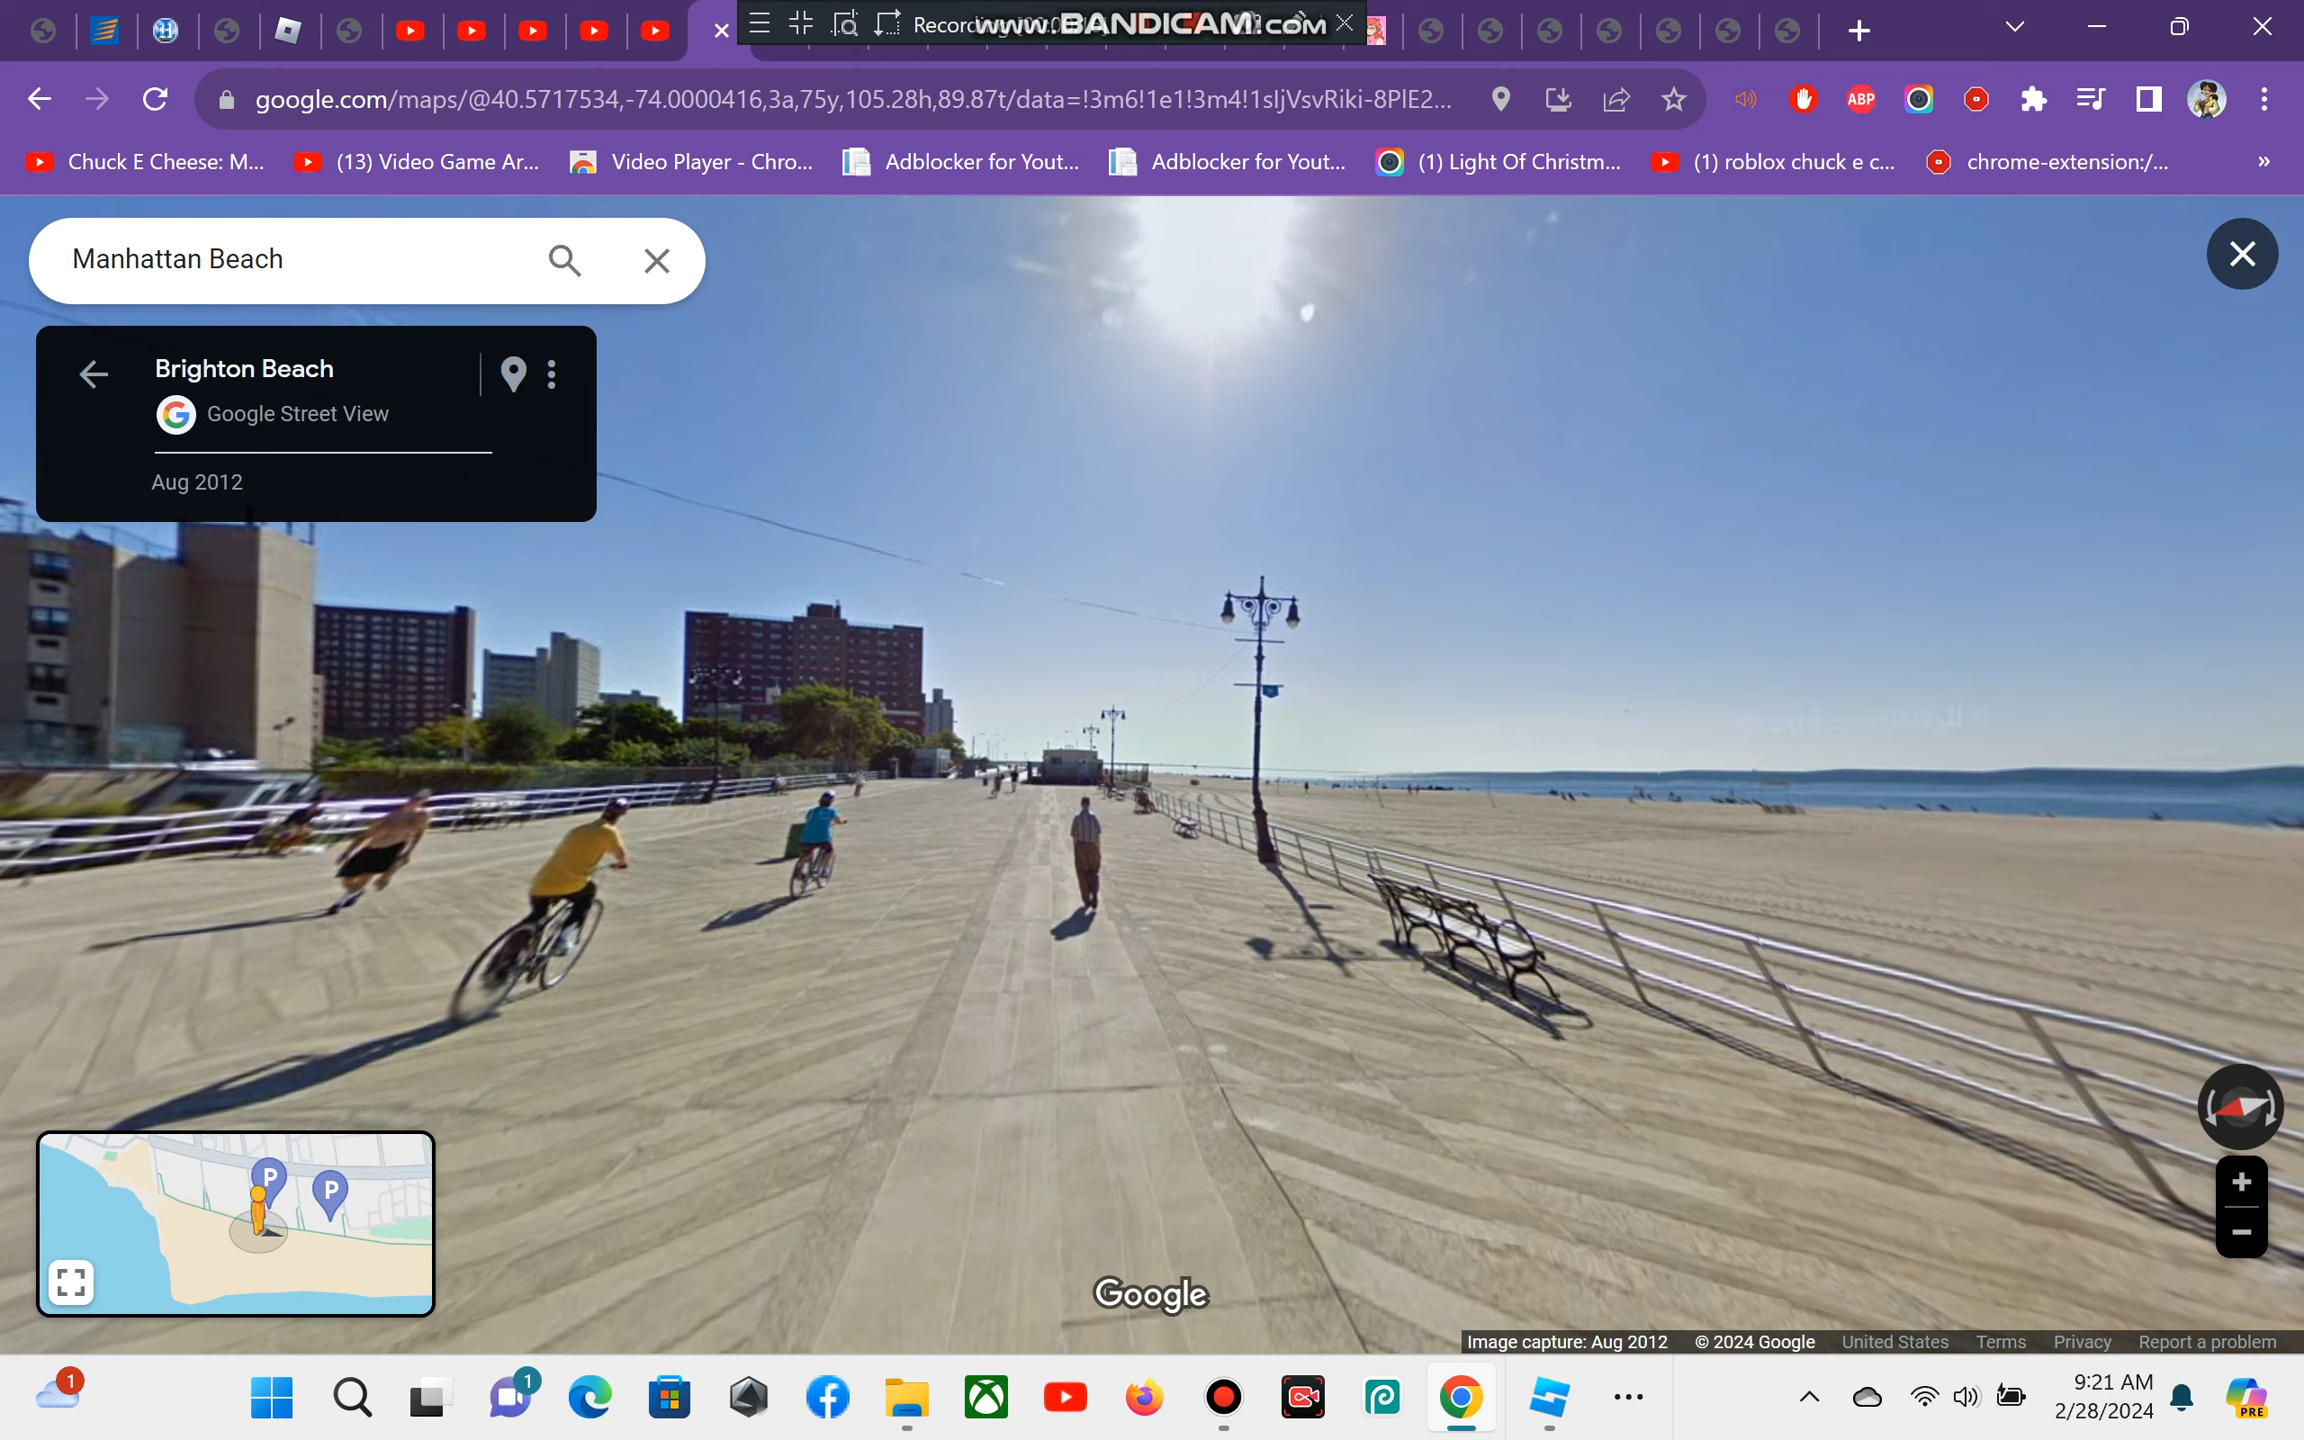 Recording
www.BANDICAM.com
google.com/maps/@40.5717534,-74.0000416,3a,75y,105.28h,89.87t/data=!3m6!1e1!3m4!1sIjVsvRiki-8PlE2...
ABP
Chuck E Cheese: M...
(13) Video Game Ar...
Video Player - Chro...
Adblocker for Yout...
Adblocker for Yout...
(1) Light Of Christm...
(1) roblox chuck e c...
chrome-extension:/...
»
Manhattan Beach
Brighton Beach
Google Street View
Aug 2012
P
P
Google
Image capture: Aug 2012
© 2024 Google
United States
Terms
Privacy
Report a problem
1
1
9:21 AM
2/28/2024
PRE